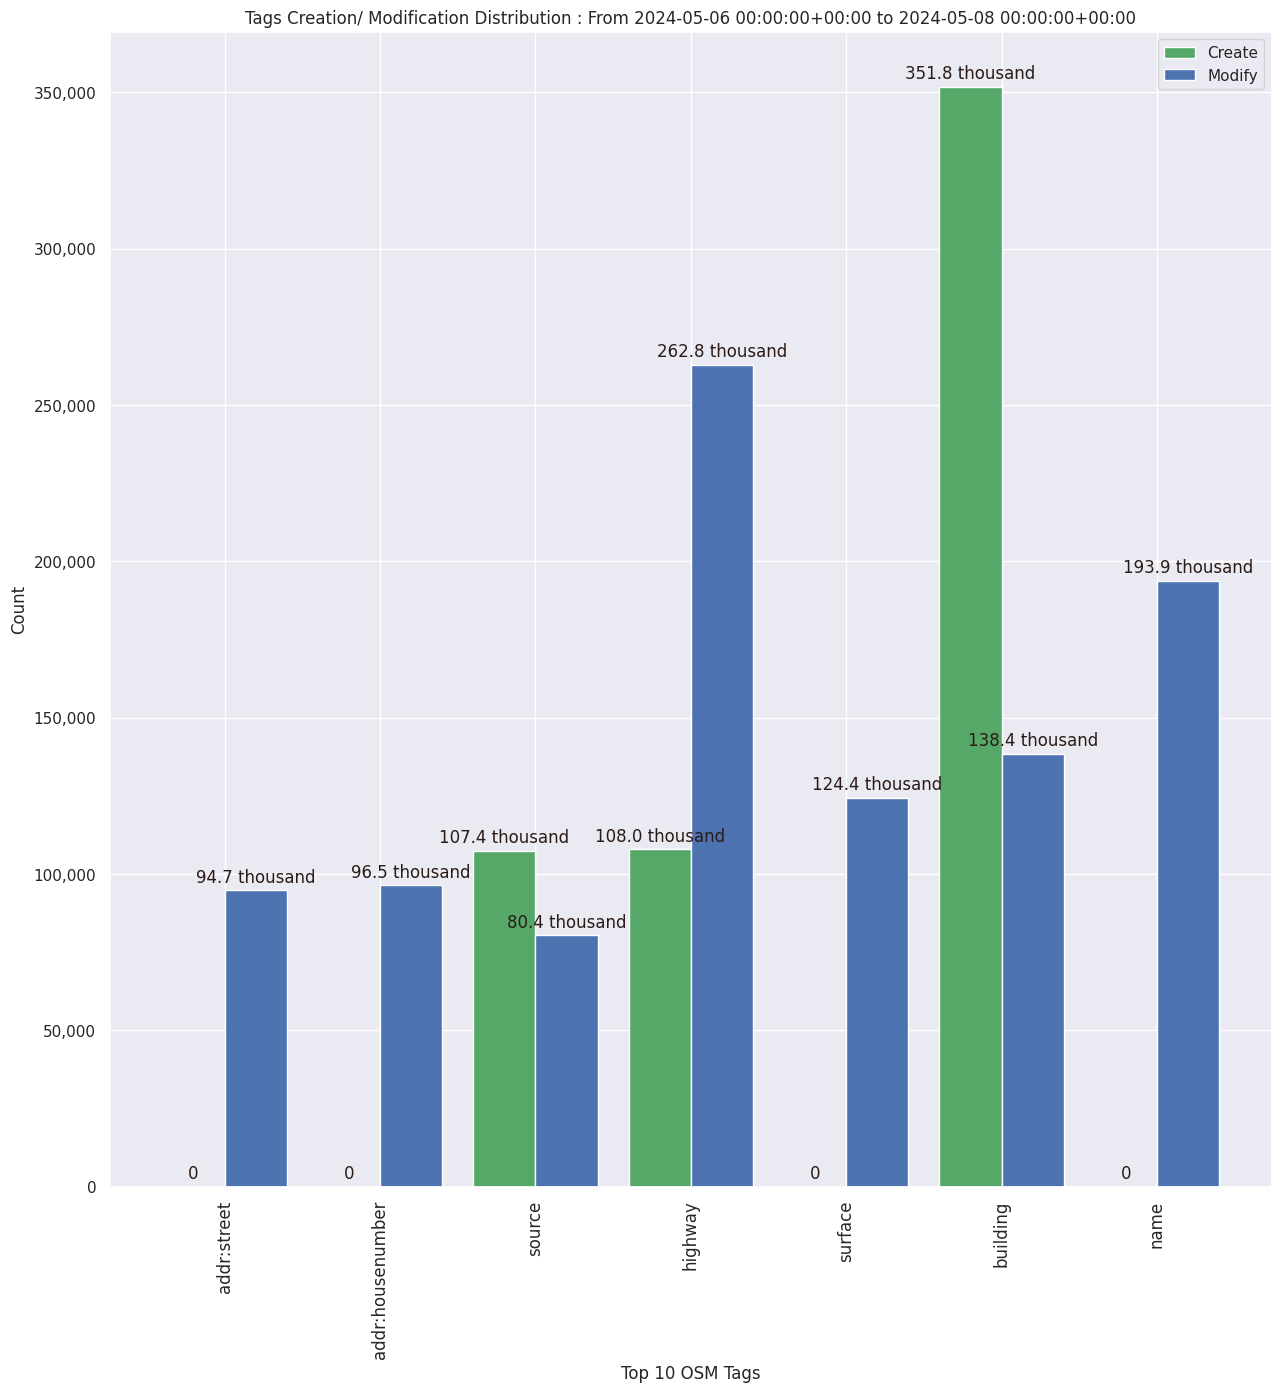 Tags Creation/ Modification Distribution : From 2024-05-06 00:00:00+00:00 to 2024-05-08 00:00:00+00:00
Create
Modify
Count
350,000
300,000
250,000
200,000
150,000
100,000
50,000
0
0
94.7 thousand
0
96.5 thousand
107.4 thousand
80.4 thousand
108.0 thousand
262.8 thousand
0
124.4 thousand
351.8 thousand
138.4 thousand
0
193.9 thousand
addr:street
addr:housenumber
source
highway
surface
building
name
Top 10 OSM Tags